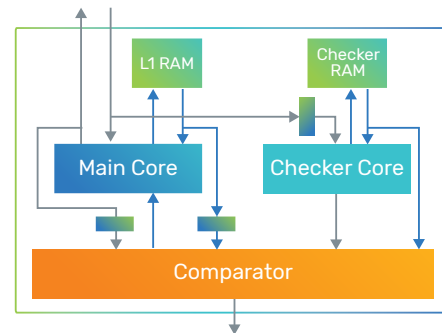 L1 RAM
Checker
RAM
Main Core
Checker Core
Comparator